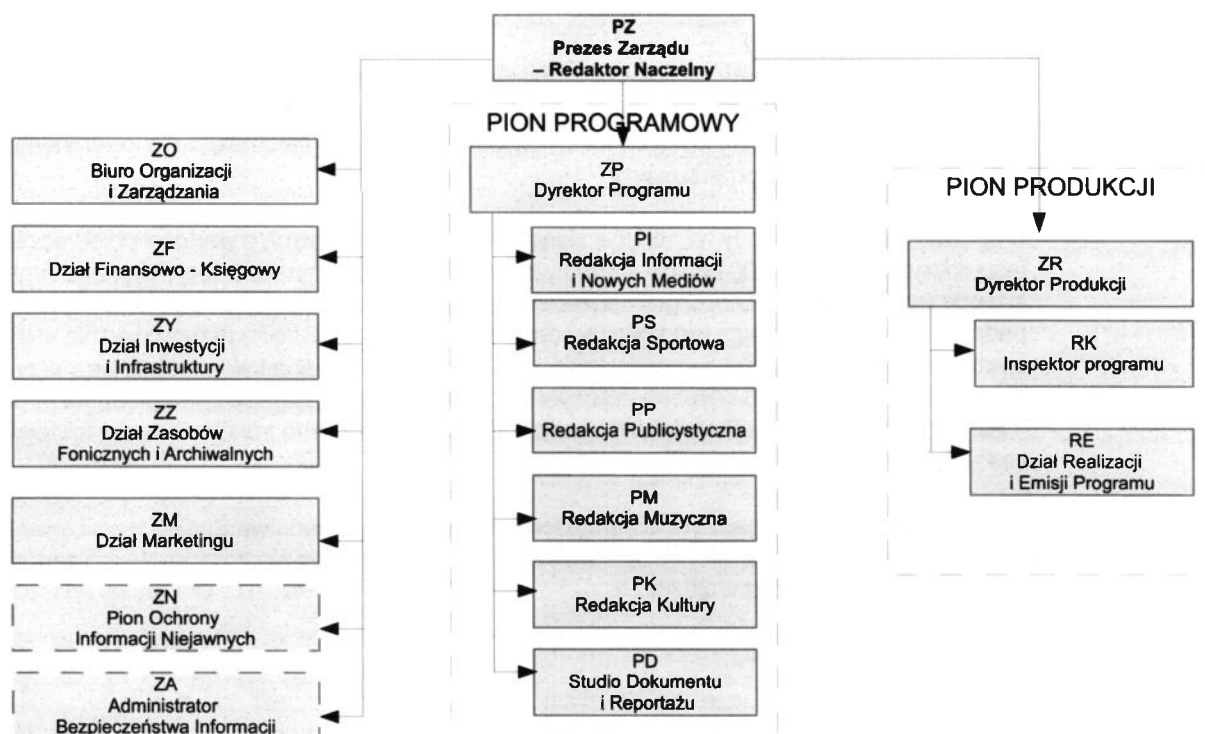 PZ
Prezes Zarządu
– Redaktor Naczelny
ZO
Biuro Organizacji
i Zarządzania
ZF
Dział Finansowo - Księgowy
ZY
Dział Inwestycji
i Infrastruktury
ZZ
Dział Zasobów
Fonicznych i Archiwalnych
ZM
Dział Marketingu
ZN
Pion Ochrony
Informacji Niejawnych
ZA
Administrator
Bezpieczeństwa Informacji
PION PROGRAMOWY
ZP
Dyrektor Programu
PI
Redakcja Informacji
i Nowych Mediów
PS
Redakcja Sportowa
PP
Redakcja Publicystyczna
PM
Redakcja Muzyczna
PK
Redakcja Kultury
PD
Studio Dokumentu
i Reportażu
PION PRODUKCJI
ZR
Dyrektor Produkcji
RK
Inspektor programu
RE
Dział Realizacji
i Emisji Programu